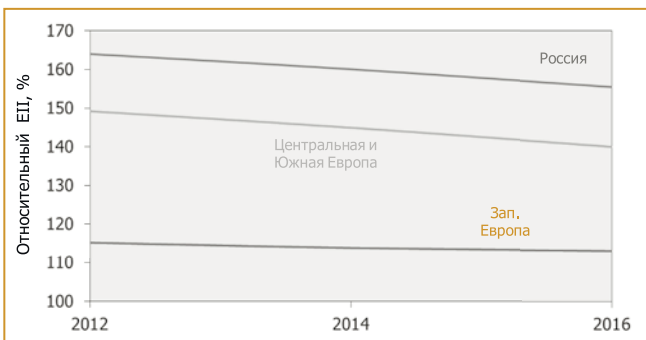 Относительный EII, %
170
160
150
140
130
120
110
100
Россия
Центральная и
Южная Европа
Зап.
Европа
2012
2014
2016